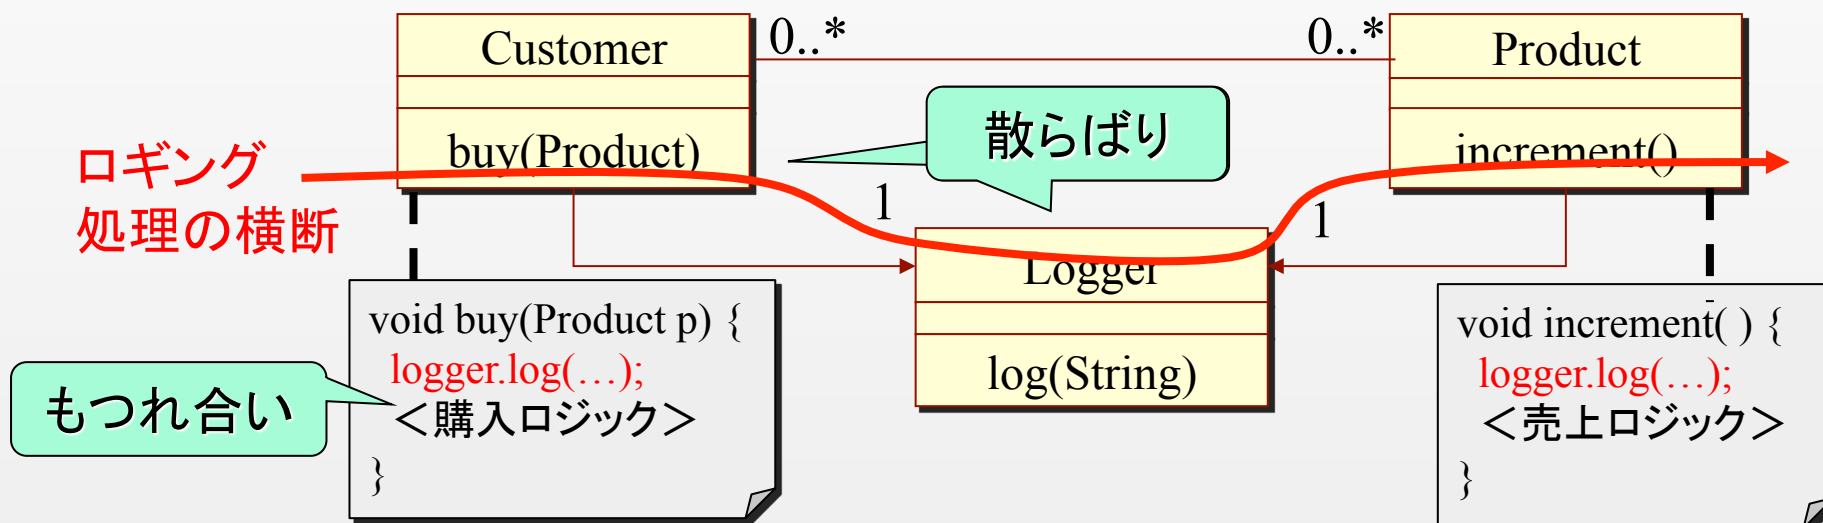 Customer
buy(Product)
0..*
0..*
Product
increment()
散らばり
ロギング
処理の横断
1
1
Logger
log(String)
void buy(Product p) {
logger.log(…);
＜購入ロジック＞
}
もつれ合い
void increment( ) {
logger.log(…);
＜売上ロジック＞
}